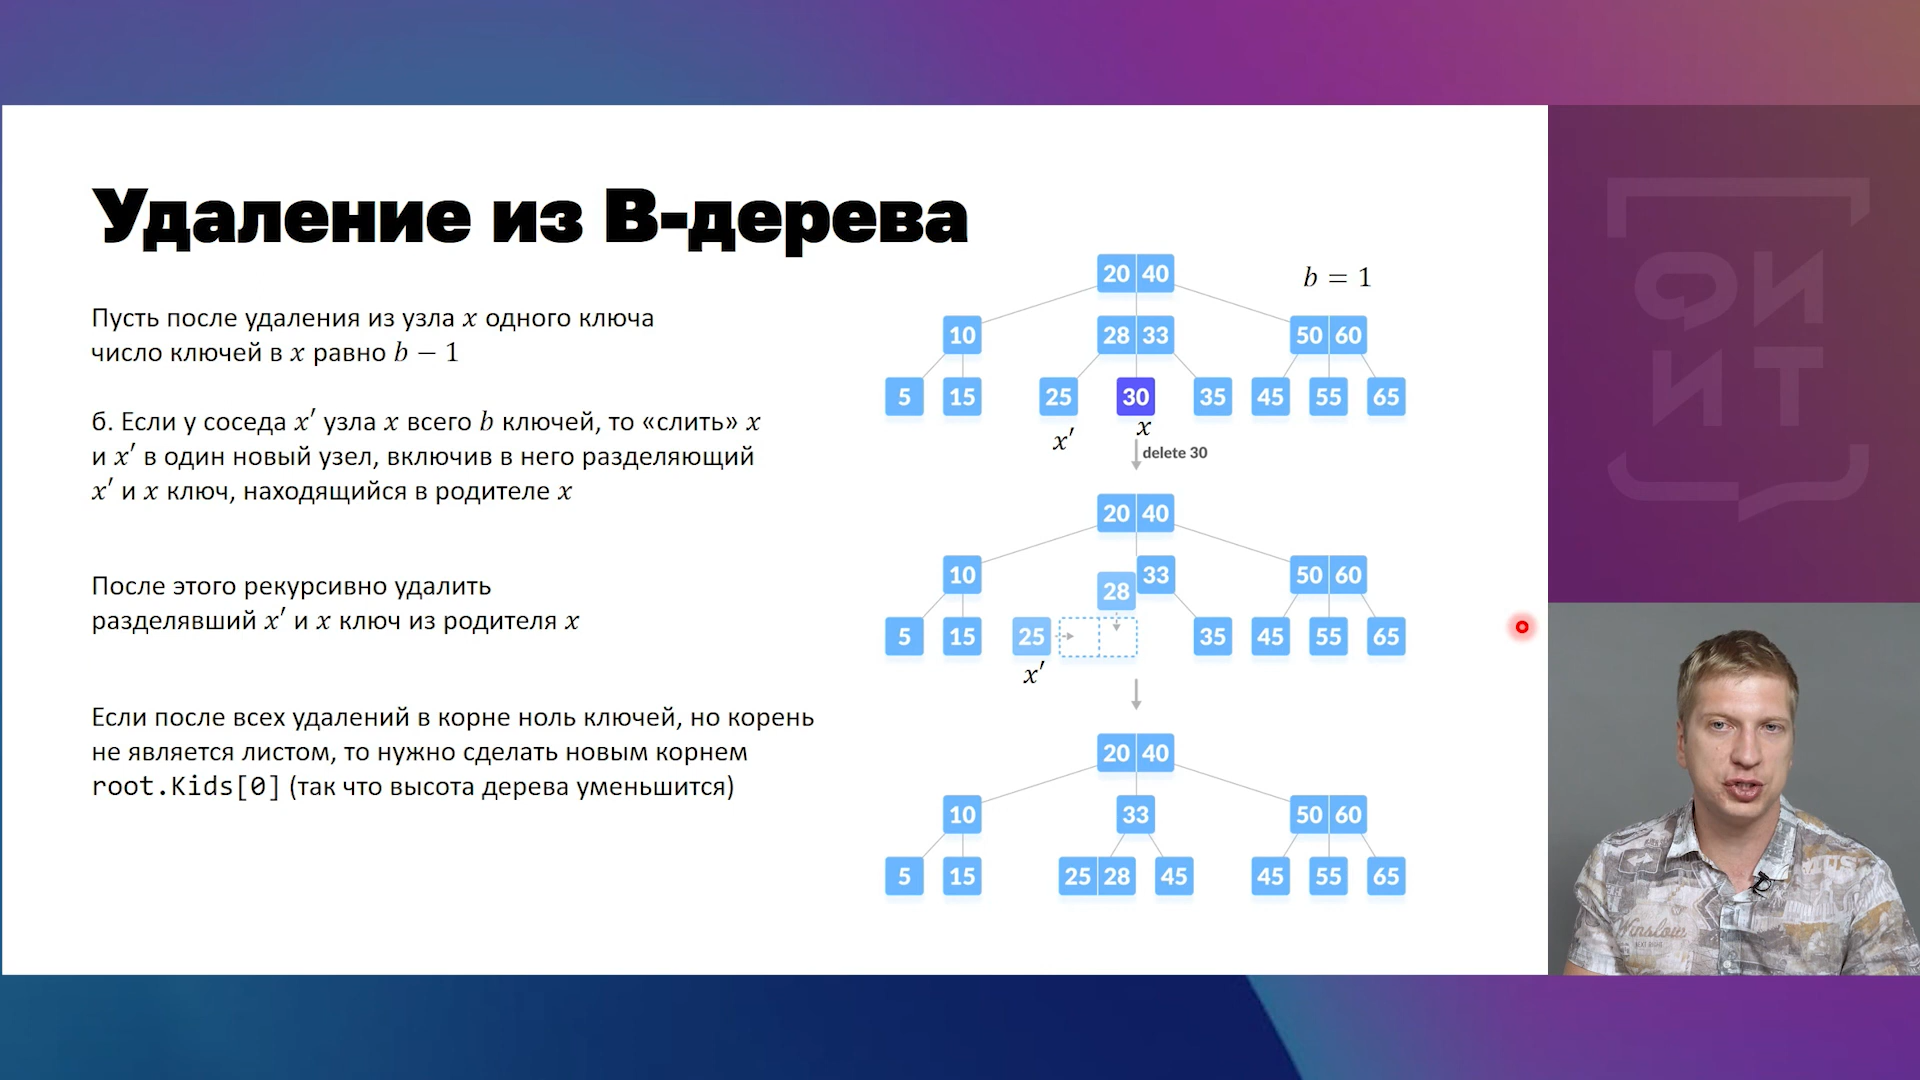 Удаление из B-дерева
Пусть после удаления из узла x одного ключа
число ключей в x равно b − 1
б. Если у соседа x′ узла x всего b ключей, то «слить» x
и x′ в один новый узел, включив в него разделяющий
x′ и x ключ, находящийся в родителе x
После этого рекурсивно удалить
разделявший x′ и x ключ из родителя x
Если после всех удалений в корне ноль ключей, но корень
не является листом, то нужно сделать новым корнем
root.Kids[0] (так что высота дерева уменьшится)
20 40
b = 1
10 28 33 50 60
5 15 25 30 35 45 55 65
x′ x
delete 30
20 40
10 28 33 50 60
5 15 25 35 45 55 65
x′
20 40
10 33 50 60
5 15 25 28 45 45 55 65
ФИ
ИТ
Winslow